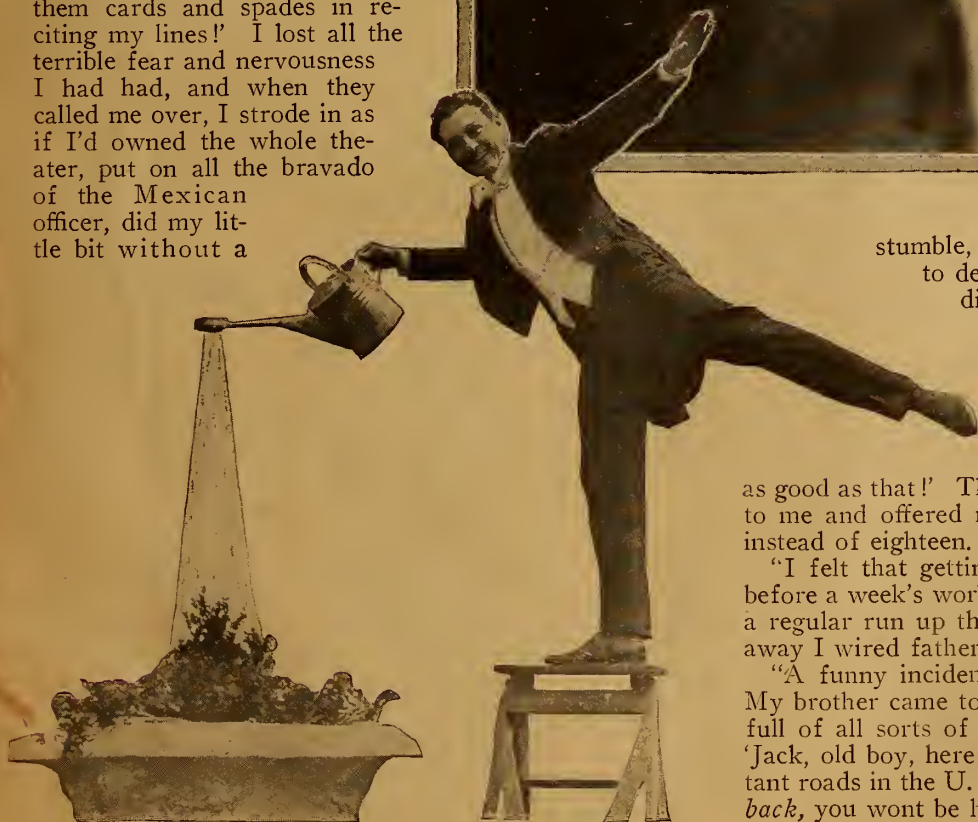 them cards and spades in re-
citing my lines!' I lost all the
terrible fear and nervousness
I had had, and when they
called me over, I strode in as
if I'd owned the whole the-
ater, put on all the bravado
of the Mexican
officer, did my lit-
tle bit without a
stumble,
to de
di
as good as that!' Th
to me and offered
instead of eighteen.
"I felt that gettin
before a week's wor
a regular run up th
away I wired father
"A funny inciden
My brother came to
full of all sorts of
'Jack, old boy, here
tant roads in the U.
back, you wont be